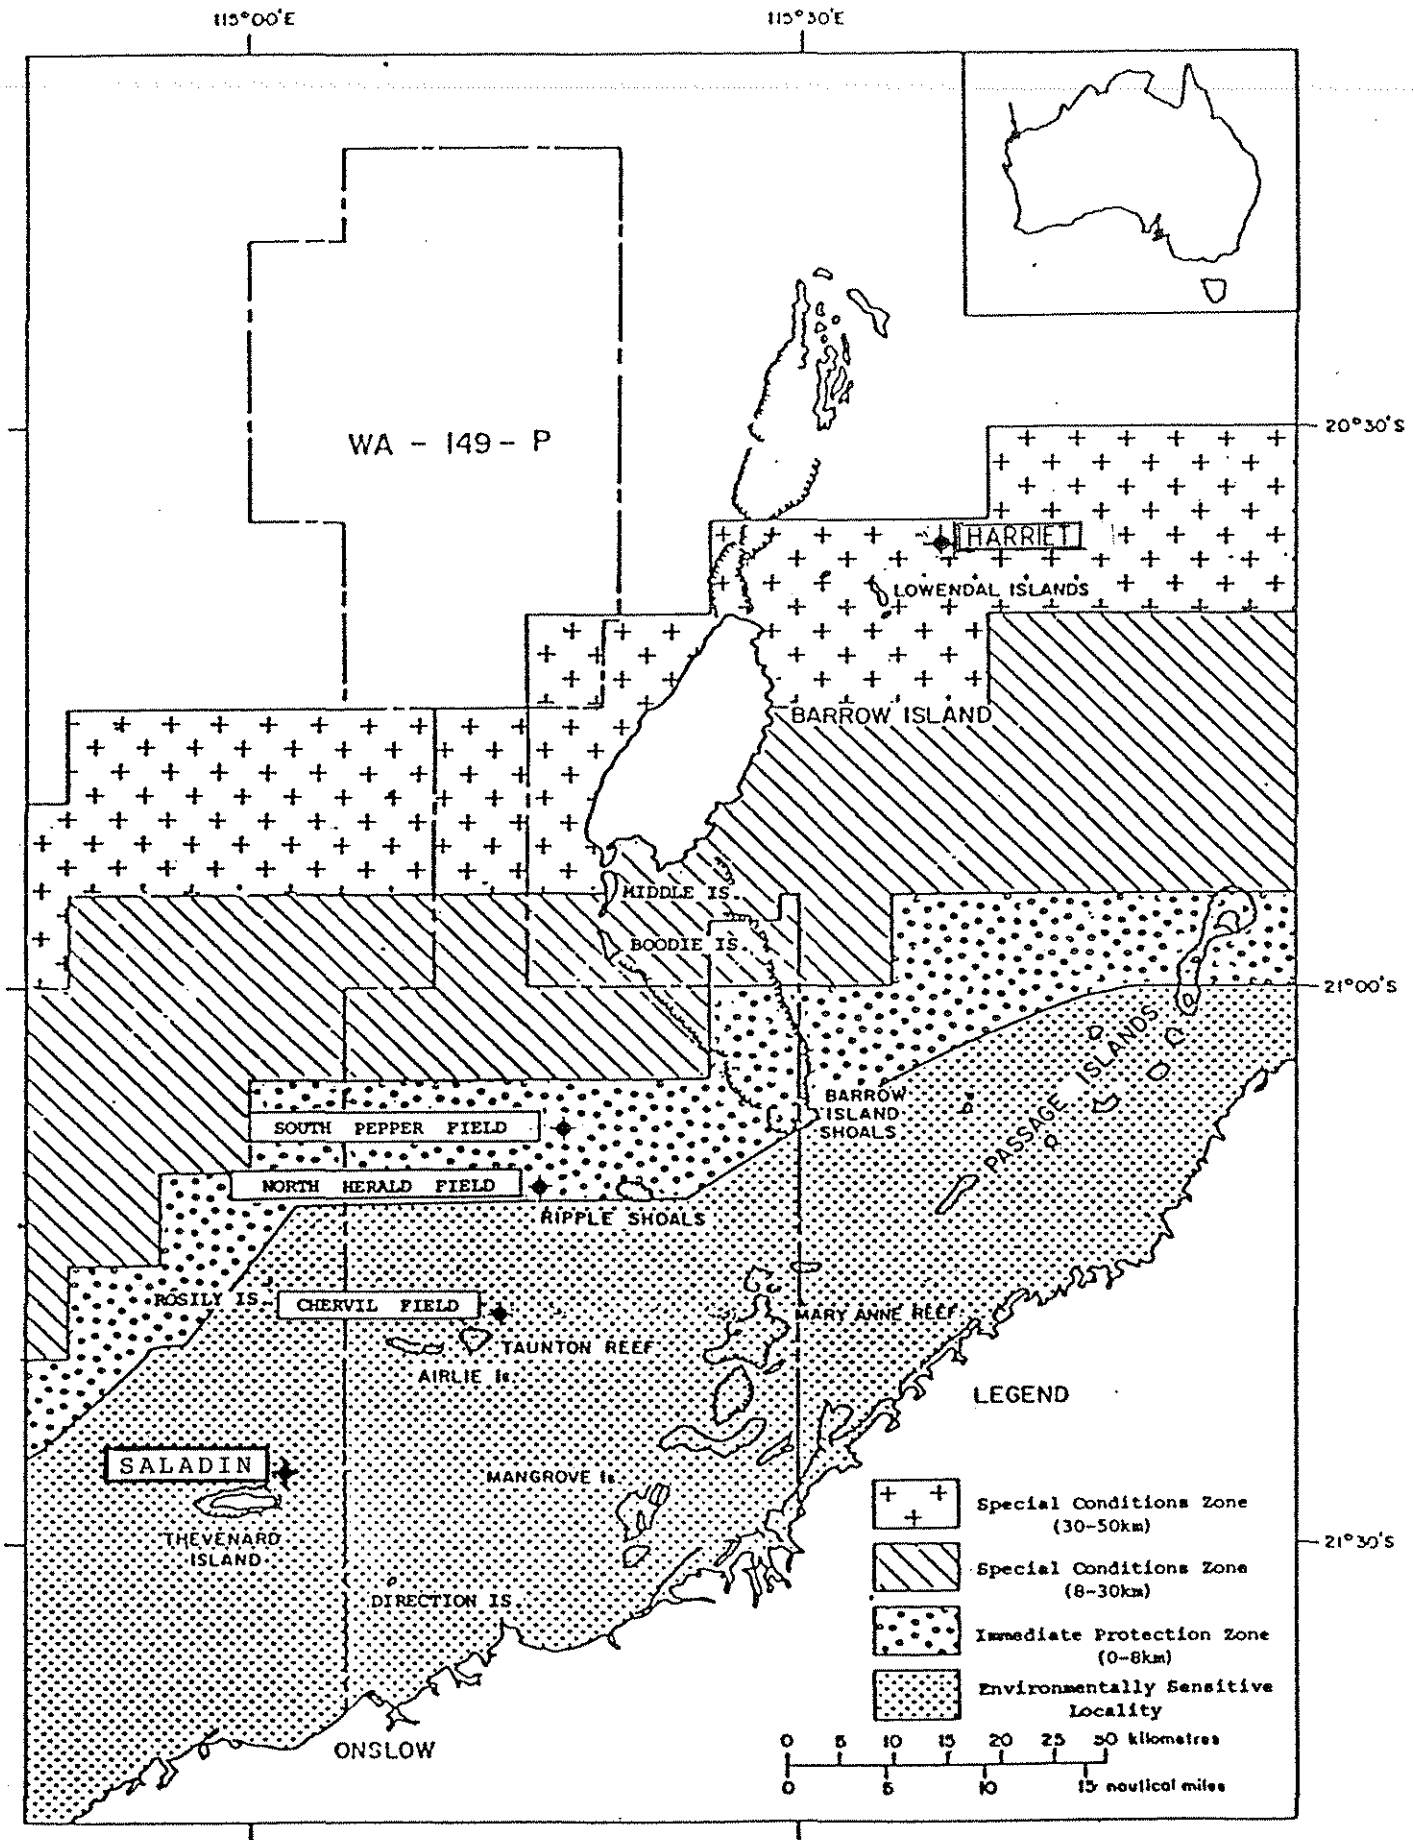 115°00'E
115°30'E
WA - 149 - P
20°30'S
HARRIET
LOWENDAL ISLANDS
BARROW ISLAND
MIDDLE IS.
BOODIE IS.
21°00'S
PASSAGE ISLANDS
BARROW
ISLAND
SHOALS
SOUTH PEPPER FIELD
NORTH HERALD FIELD
RIPPLE SHOALS
ROSILY IS.
CHERVIL FIELD
MARY ANNE REEF
TAUNTON REEF
AIRLIE Is.
LEGEND
SALADIN
MANGROVE Is.
THEVENARD
ISLAND
DIRECTION IS.
ONSLOW
Special Conditions Zone
(30-50km)
21°30'S
Special Conditions Zone
(8-30km)
Immediate Protection Zone
(0-8km)
Environmentally Sensitive
Locality
0 5 10 15 20 25 30 kilometres
0 5 10 15 nautical miles